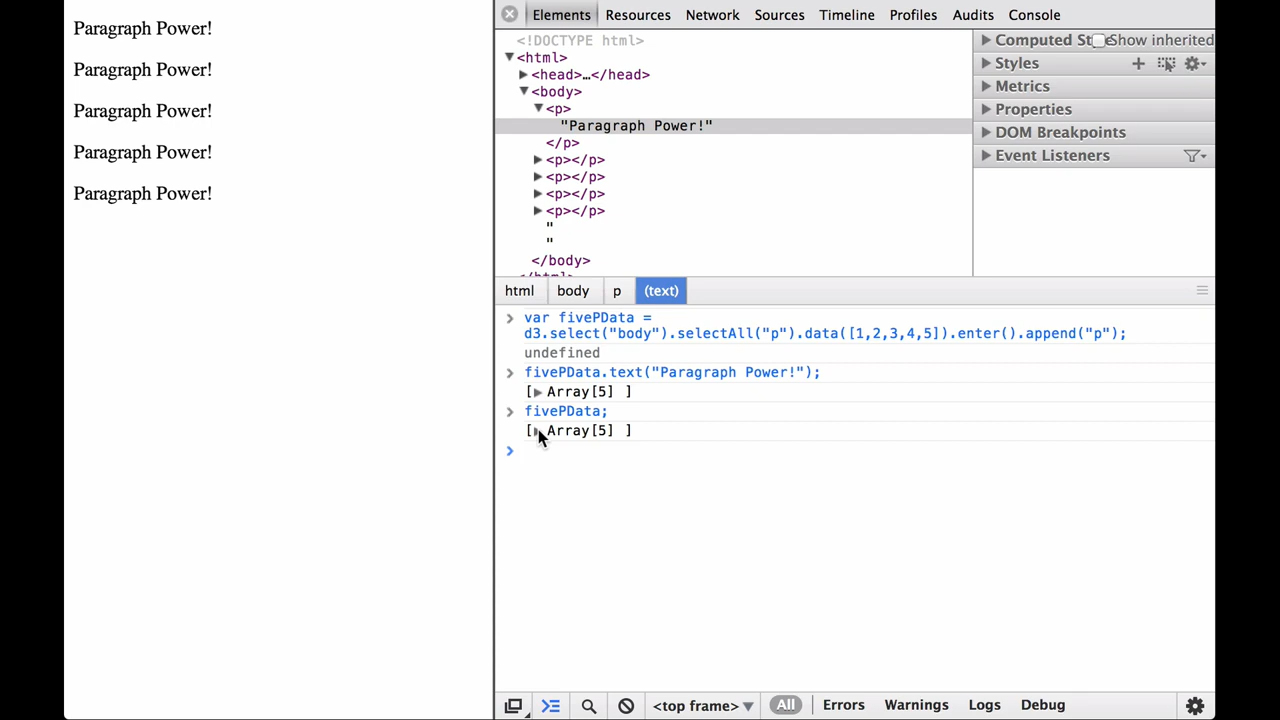 Paragraph Power!
Paragraph Power!
Paragraph Power!
Paragraph Power!
Paragraph Power!
Elements Resources Network Sources Timeline Profiles Audits Console
<!DOCTYPE html>
<html>
<head>…</head>
<body>
<p>
"Paragraph Power!"
</p>
<p></p>
<p></p>
<p></p>
<p></p>
"
"
</body>
</html>
Computed Show inherited
Styles
Metrics
Properties
DOM Breakpoints
Event Listeners
html body p (text)
> var fivePData =
d3.select("body").selectAll("p").data([1,2,3,4,5]).enter().append("p");
undefined
> fivePData.text("Paragraph Power!");
[▶ Array[5] ]
> fivePData;
[▶ Array[5] ]
>
<top frame> All Errors Warnings Logs Debug